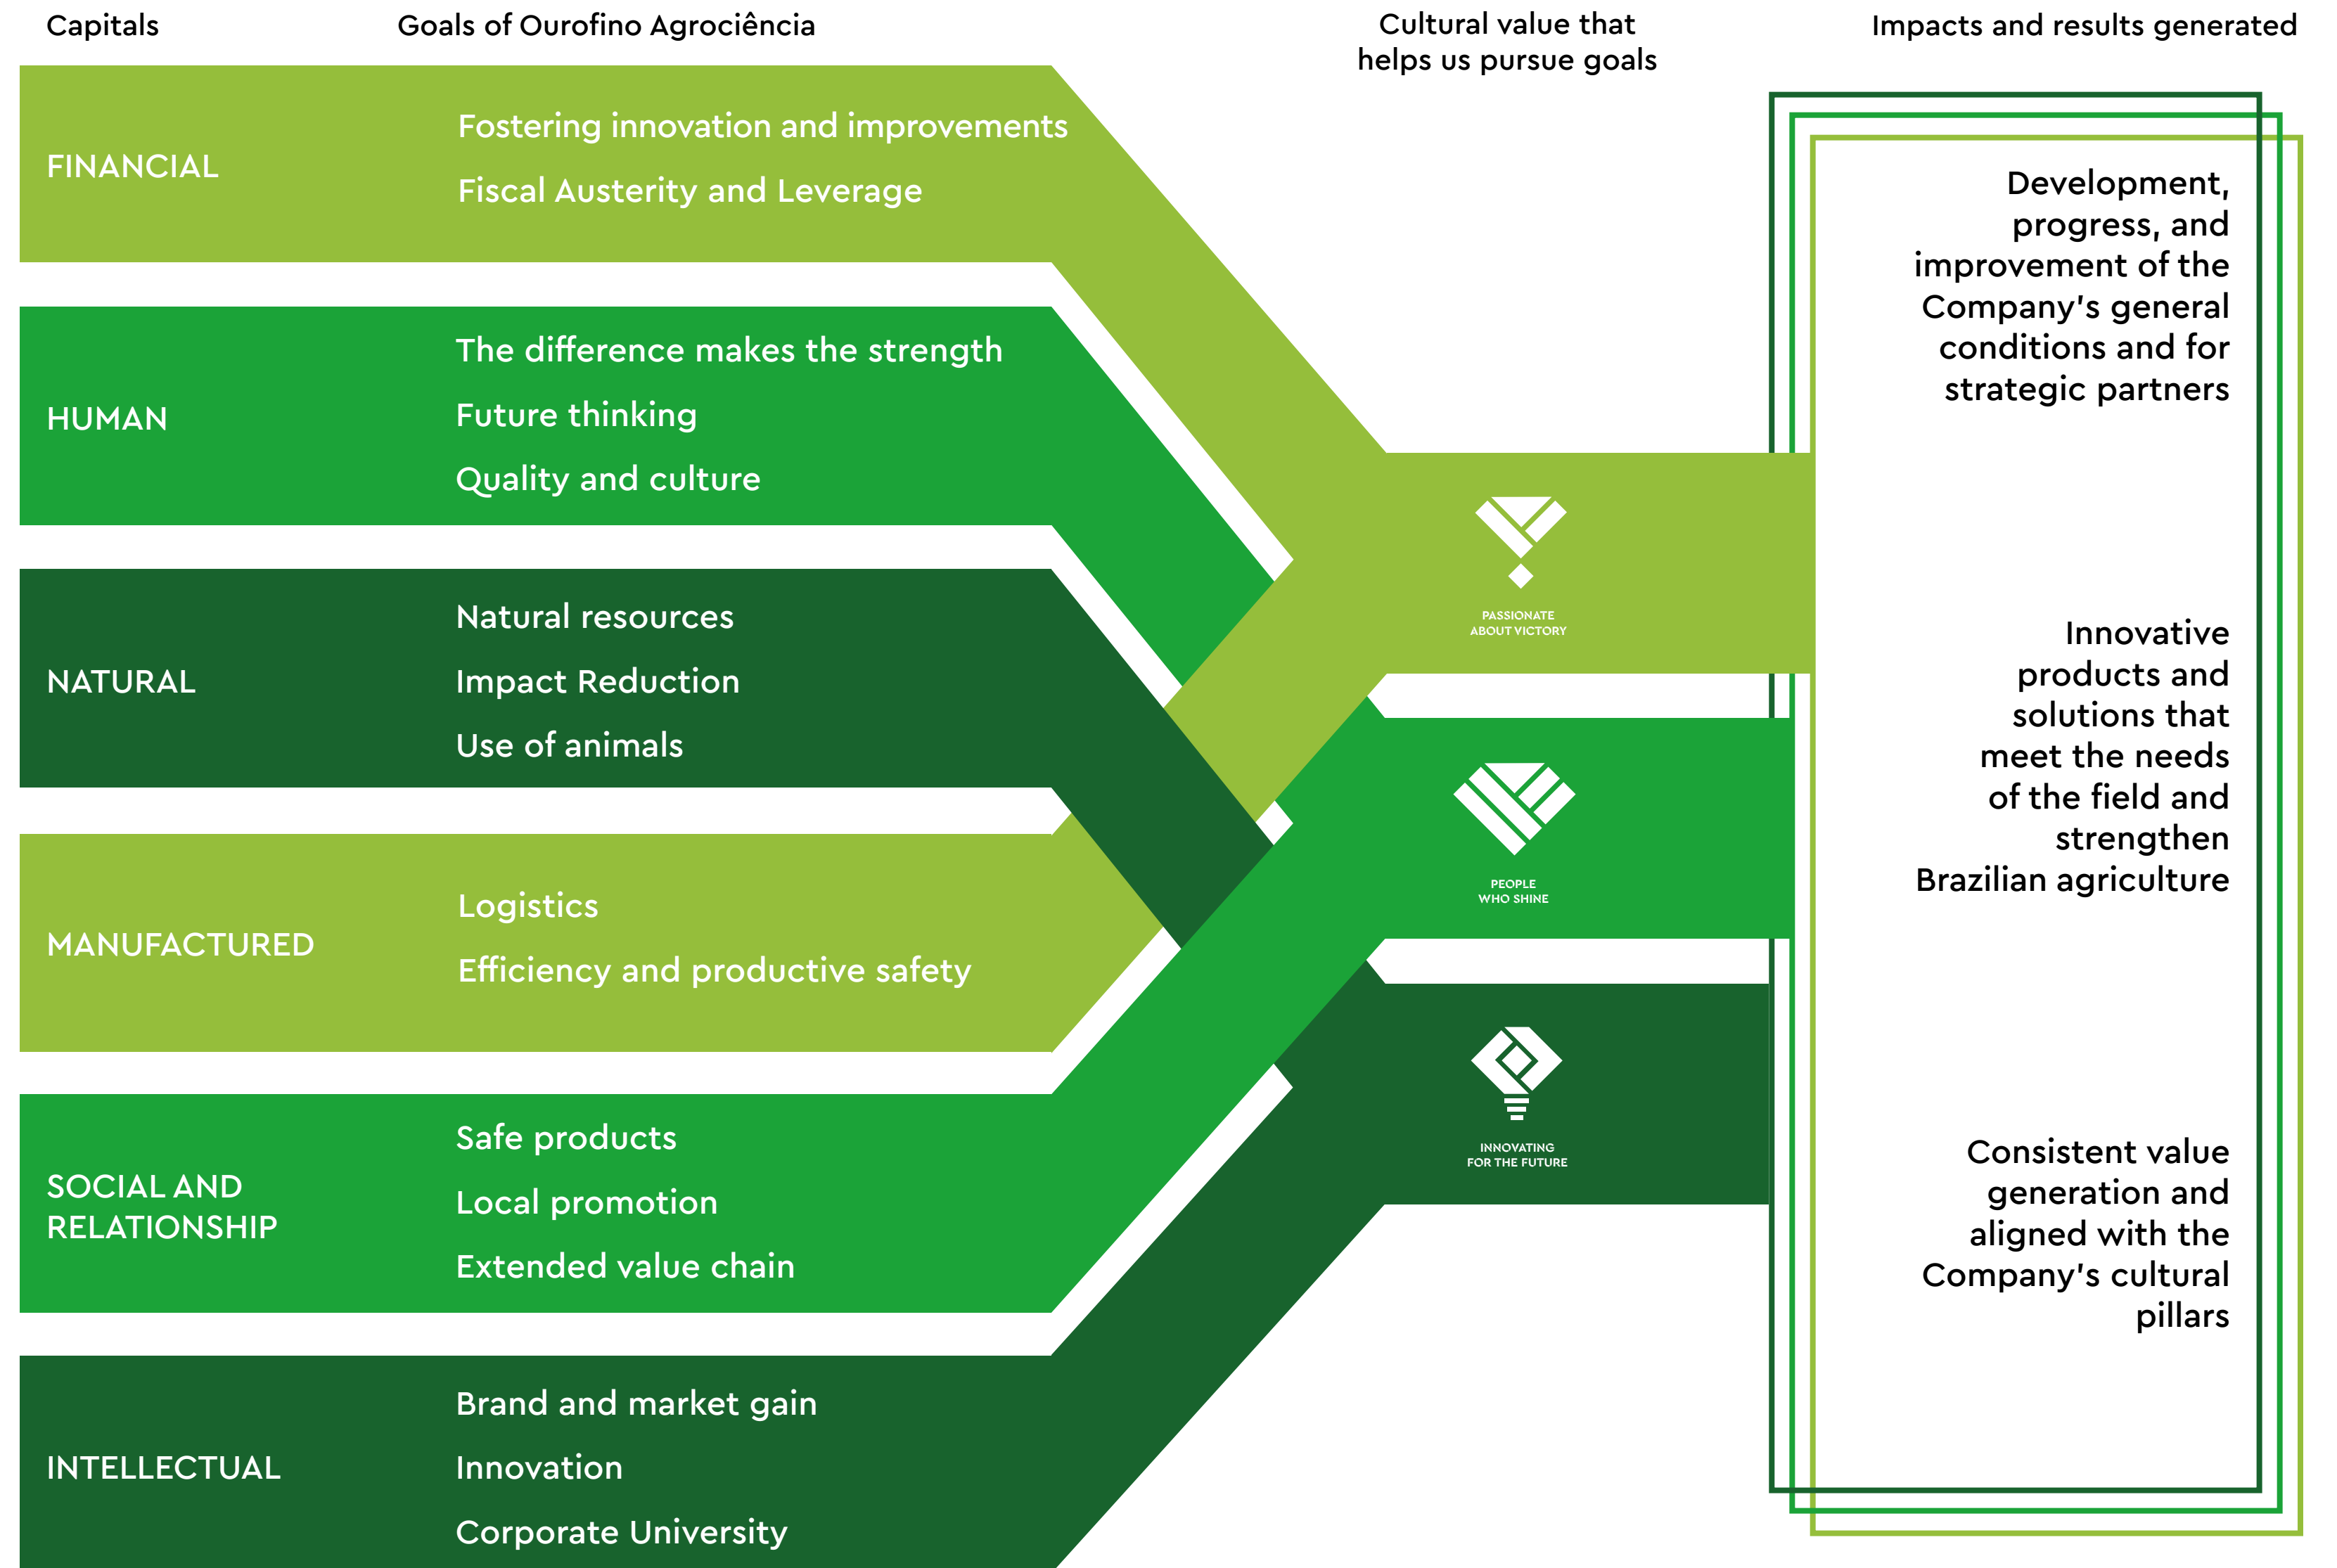 Capitals
Goals of Ourofino Agrociência
Cultural value that
helps us pursue goals
Impacts and results generated
FINANCIAL
Fostering innovation and improvements
Fiscal Austerity and Leverage
HUMAN
The difference makes the strength
Future thinking
Quality and culture
NATURAL
Natural resources
Impact Reduction
Use of animals
MANUFACTURED
Logistics
Efficiency and productive safety
SOCIAL AND
RELATIONSHIP
Safe products
Local promotion
Extended value chain
INTELLECTUAL
Brand and market gain
Innovation
Corporate University
PASSIONATE
ABOUT VICTORY
PEOPLE
WHO SHINE
INNOVATING
FOR THE FUTURE
Development,
progress, and
improvement of the
Company's general
conditions and for
strategic partners
Innovative
products and
solutions that
meet the needs
of the field and
strengthen
Brazilian agriculture
Consistent value
generation and
aligned with the
Company's cultural
pillars